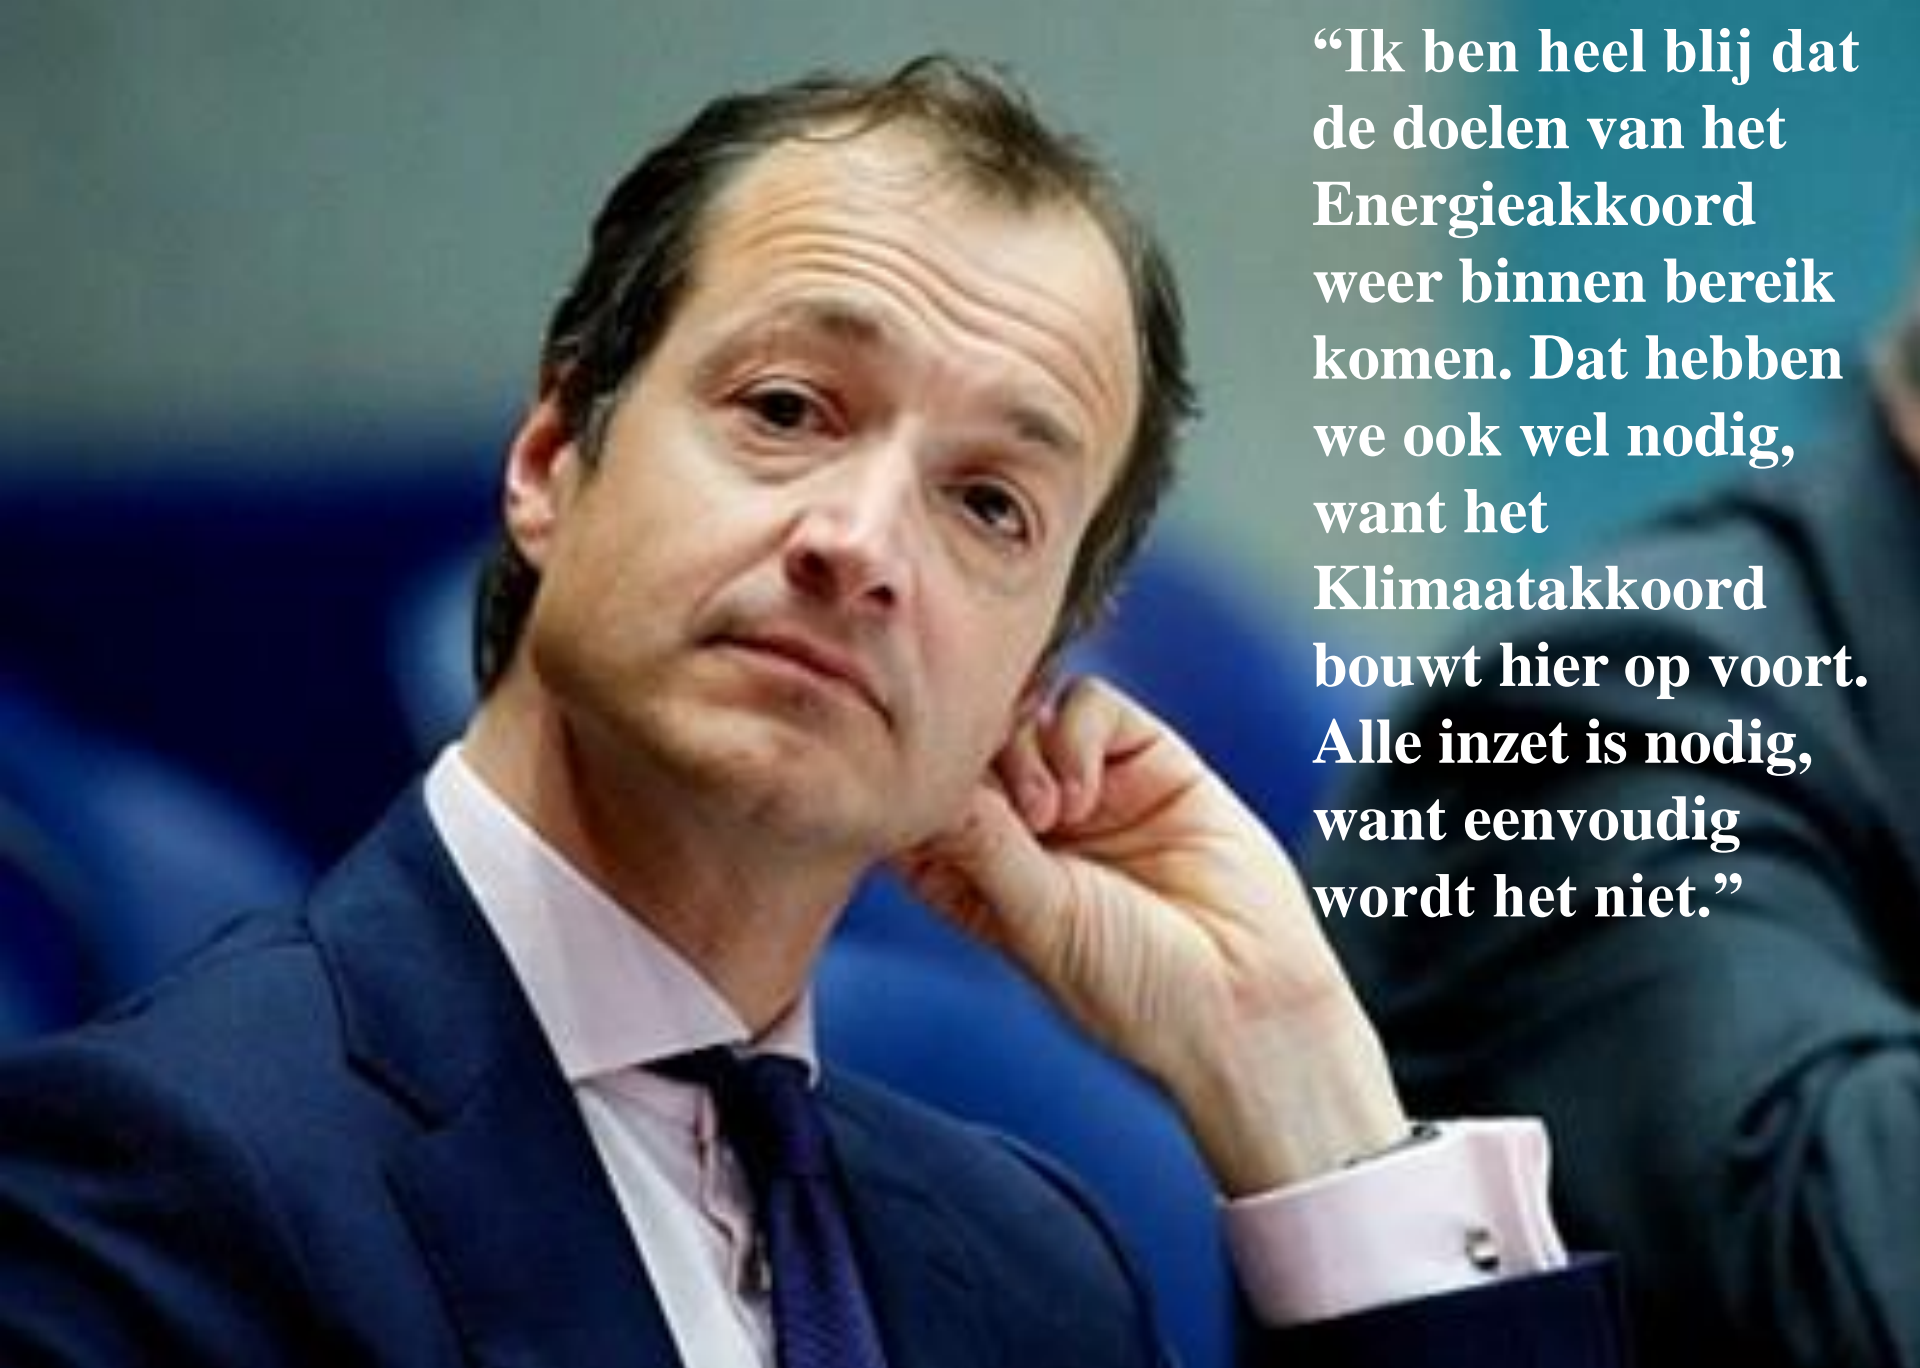 “Ik ben heel blij dat
de doelen van het
Energieakkoord
weer binnen bereik
komen. Dat hebben
we ook wel nodig,
want het
Klimaatakkoord
bouwt hier op voort.
Alle inzet is nodig,
want eenvoudig
wordt het niet.”